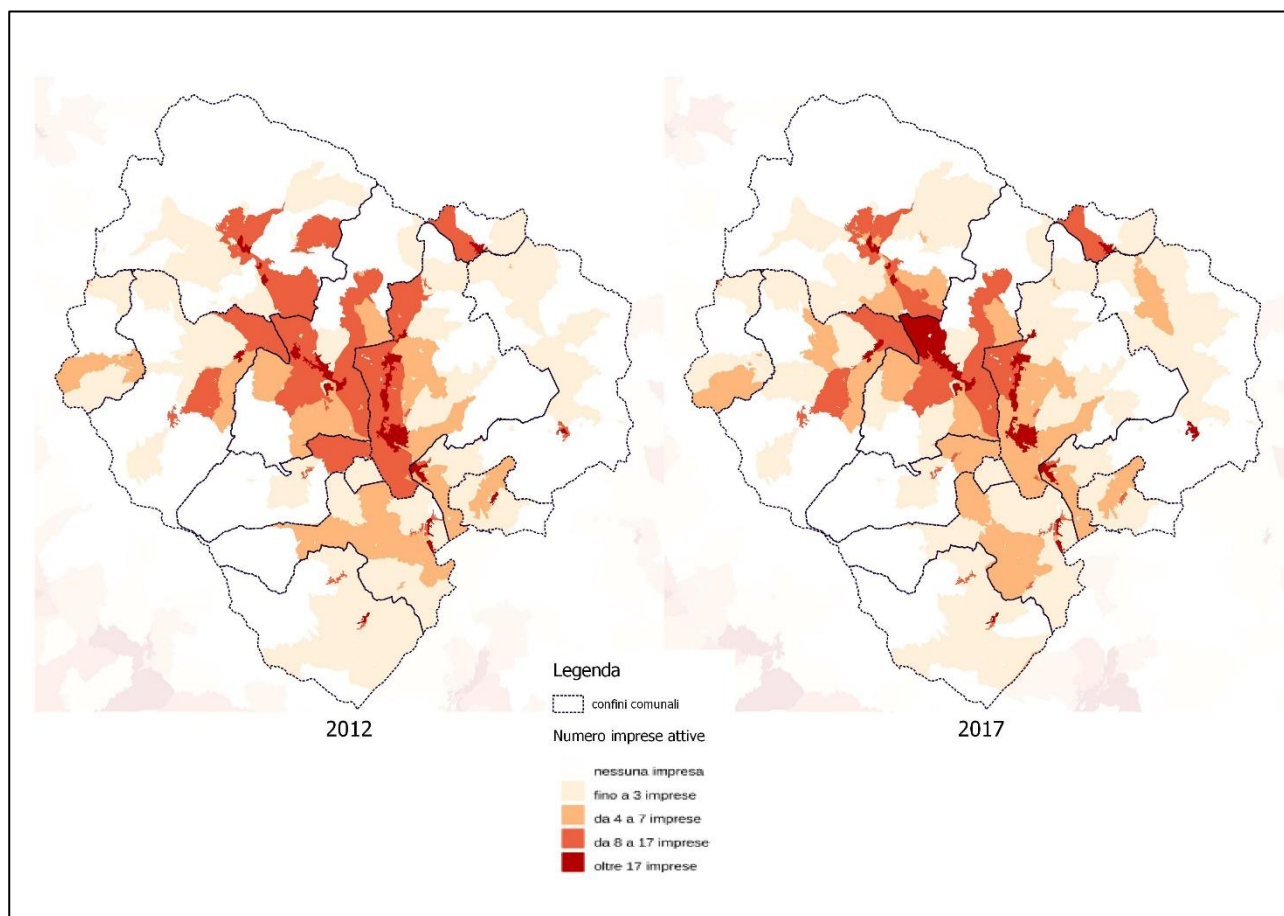 2012
2017
Legenda
confini comunali
Numero imprese attive
nessuna impresa
fino a 3 imprese
da 4 a 7 imprese
da 8 a 17 imprese
oltre 17 imprese